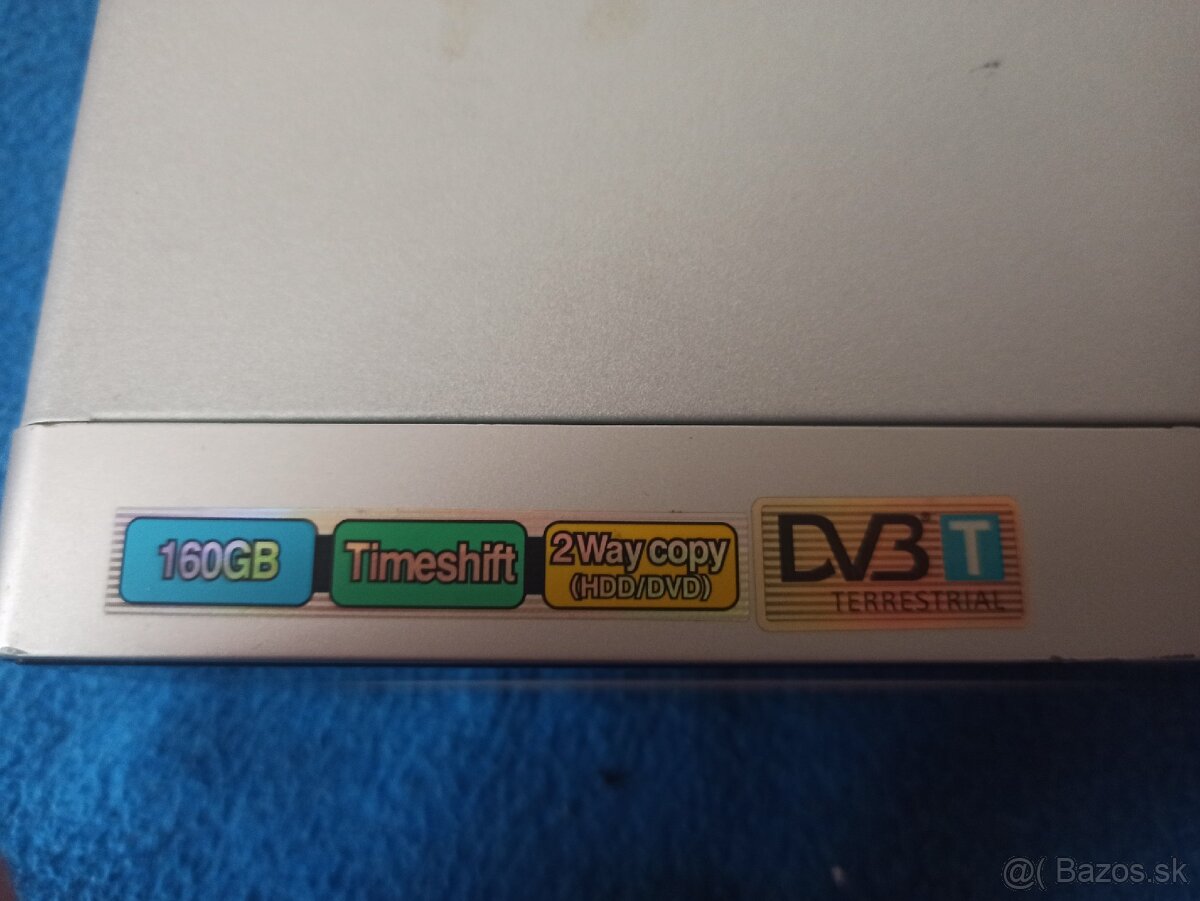 160GB
Timeshift
2 Way copy
(HDD/DVD)
DVB T
TERRESTRIAL
@( Bazos.sk